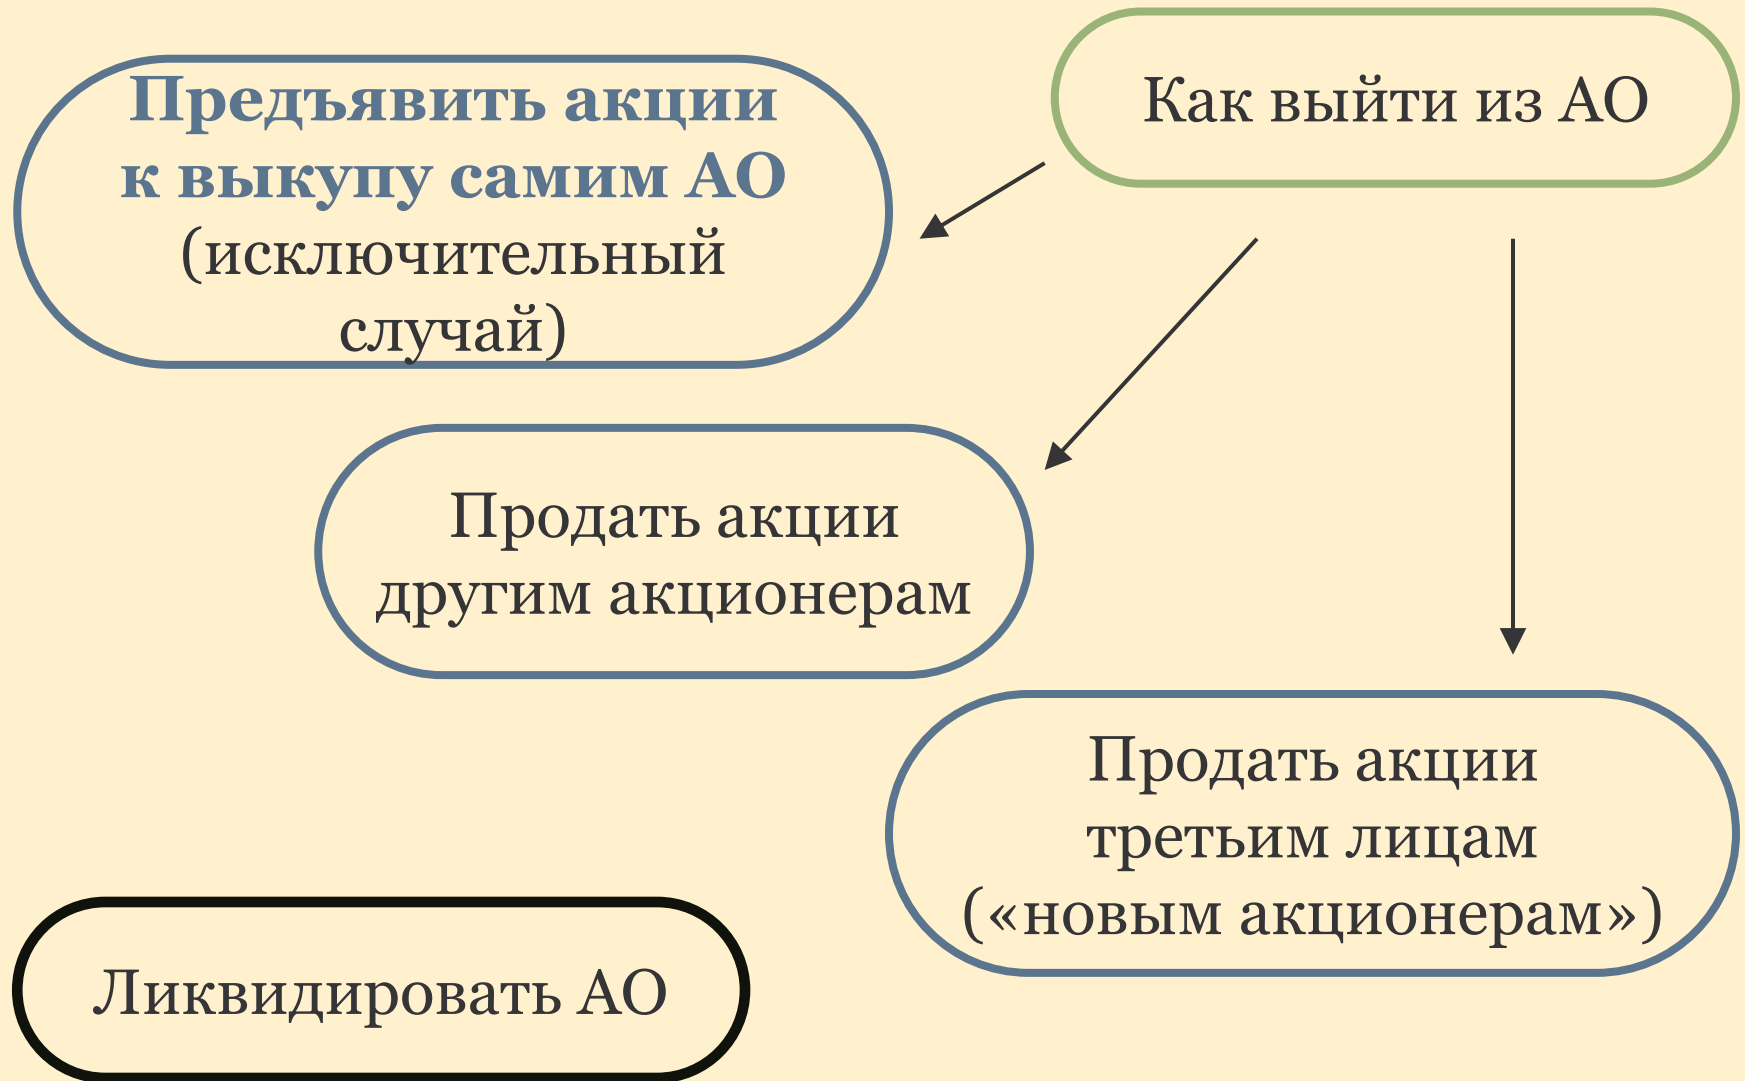 Как выйти из АО
Предъявить акции
к выкупу самим АО
(исключительный
случай)
Продать акции
другим акционерам
Продать акции
третьим лицам
(«новым акционерам»)
Ликвидировать АО